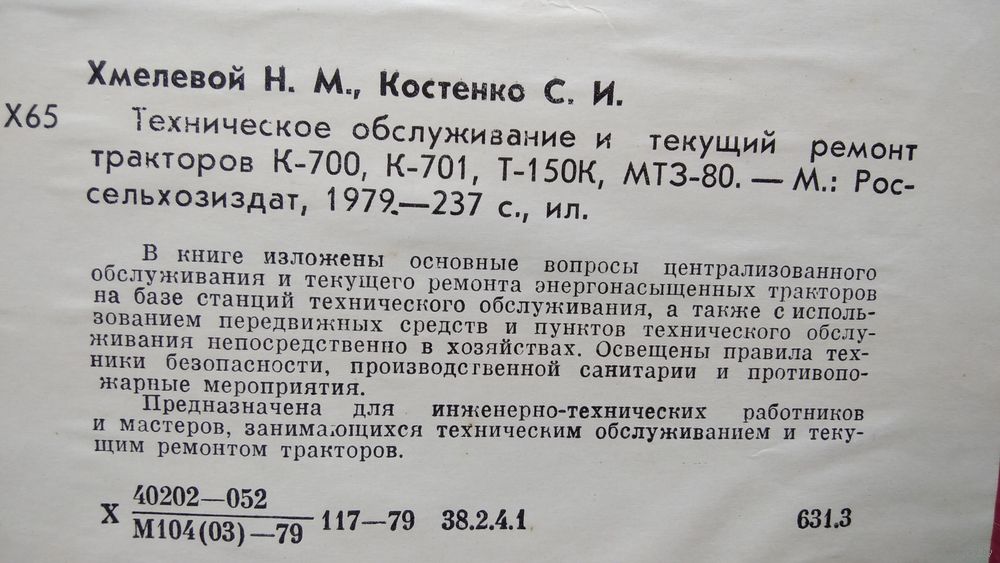 Хмелевой Н. М., Костенко С. И.
Х65 Техническое обслуживание и текущий ремонт
тракторов К-700, К-701, Т-150К, МТЗ-80. — М.: Рос-
сельхозиздат, 1979.—237 с., ил.
В книге изложены основные вопросы централизованного
обслуживания и текущего ремонта энергонасыщенных тракторов
на базе станций технического обслуживания, а также с исполь-
зованием передвижных средств и пунктов технического обслу-
живания непосредственно в хозяйствах. Освещены правила тех-
ники безопасности, производственной санитарии и противопо-
жарные мероприятия.
Предназначена для инженерно-технических работников
и мастеров, занимающихся техническим обслуживанием и теку-
щим ремонтом тракторов.
40202—052
Х 117—79 38.2.4.1 631.3
М104(03)—79